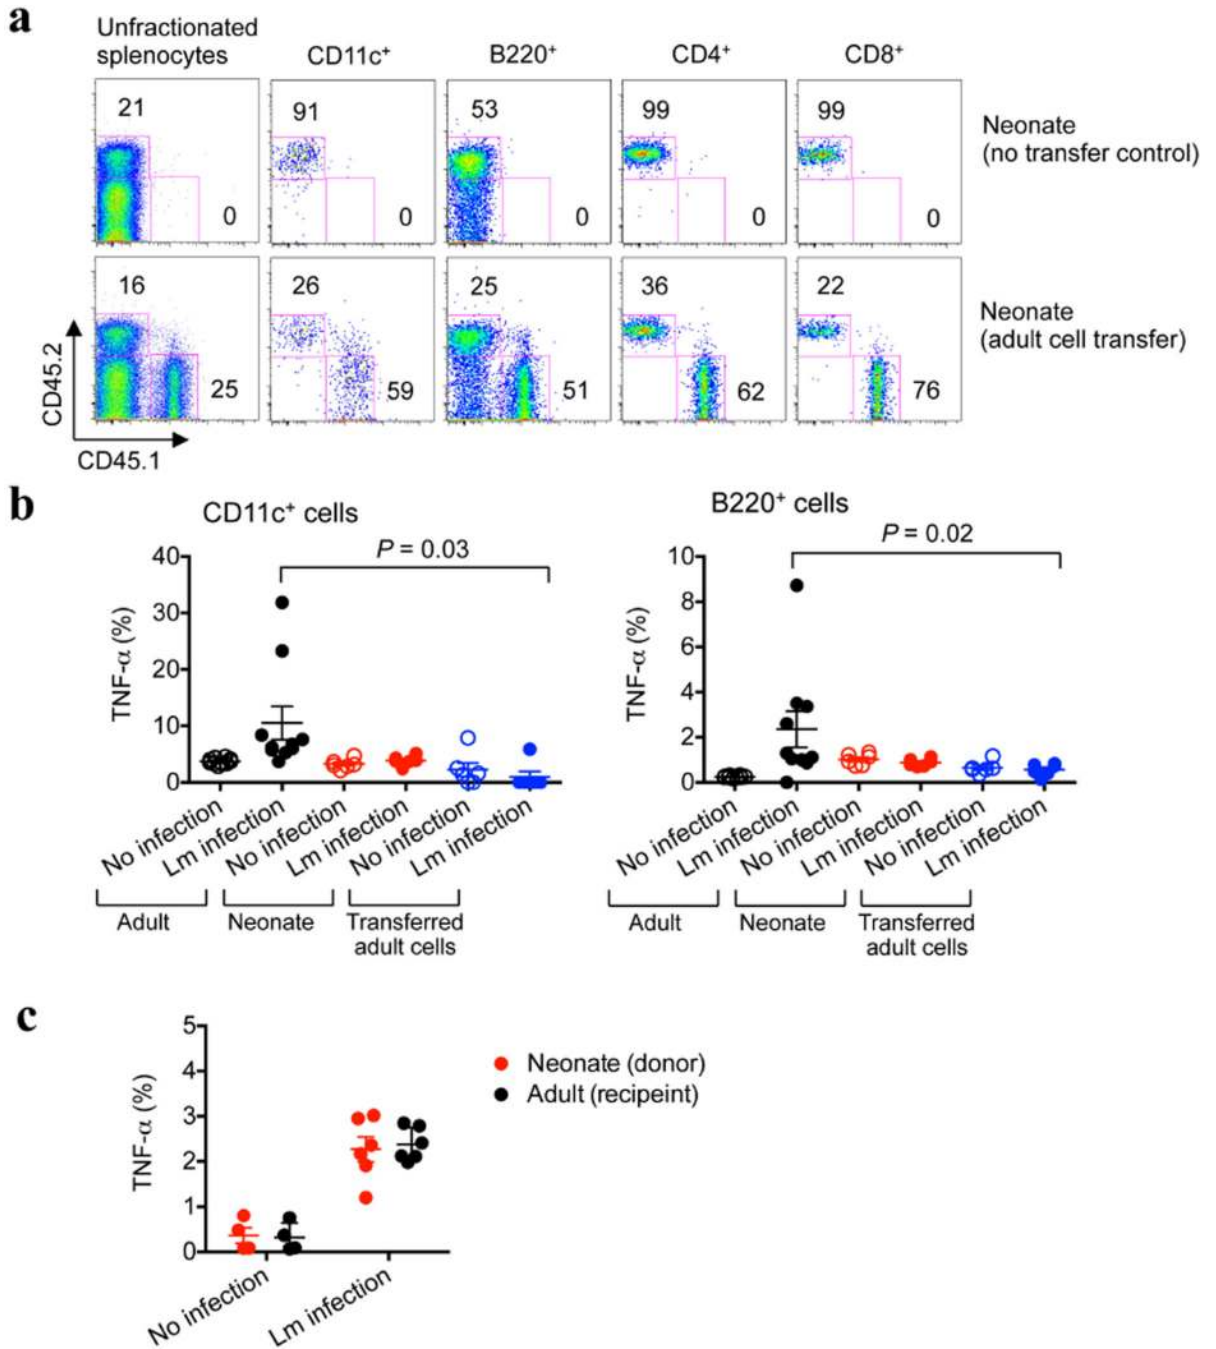 a
Unfractionated
splenocytes
CD11c⁺
B220⁺
CD4⁺
CD8⁺
21
91
53
99
99
0
0
0
0
0
Neonate
(no transfer control)
16
26
25
36
22
25
59
51
62
76
Neonate
(adult cell transfer)
CD45.2
CD45.1
b
CD11c⁺ cells
P = 0.03
TNF-α (%)
40
30
20
10
0
No infection
Lm infection
No infection
Lm infection
No infection
Lm infection
Adult
Neonate
Transferred
adult cells
B220⁺ cells
P = 0.02
TNF-α (%)
10
8
6
4
2
0
No infection
Lm infection
No infection
Lm infection
No infection
Lm infection
Adult
Neonate
Transferred
adult cells
c
TNF-α (%)
5
4
3
2
1
0
No infection
Lm infection
Neonate (donor)
Adult (recipeint)